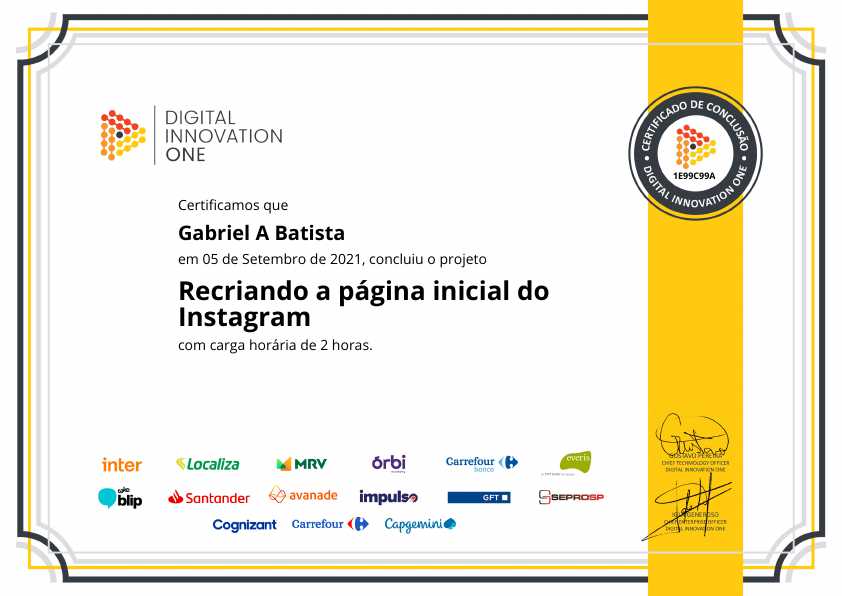 DIGITAL
INNOVATION
ONE
CERTIFICADO DE CONCLUSÃO
1E99C99A
DIGITAL INNOVATION ONE
Certificamos que
Gabriel A Batista
em 05 de Setembro de 2021, concluiu o projeto
Recriando a página inicial do
Instagram
com carga horária de 2 horas.
GUSTAVO PEREIRA
CHIEF TECHNOLOGY OFFICER
DIGITAL INNOVATION ONE
inter
Localiza
MRV
órbi
Carrefour
banco
everis
take
blip
Santander
avanade
impulso
GFT
SEPROSP
GENEROSO
CHIEF ENTERPRISE OFFICER
DIGITAL INNOVATION ONE
Cognizant
Carrefour
Capgemini